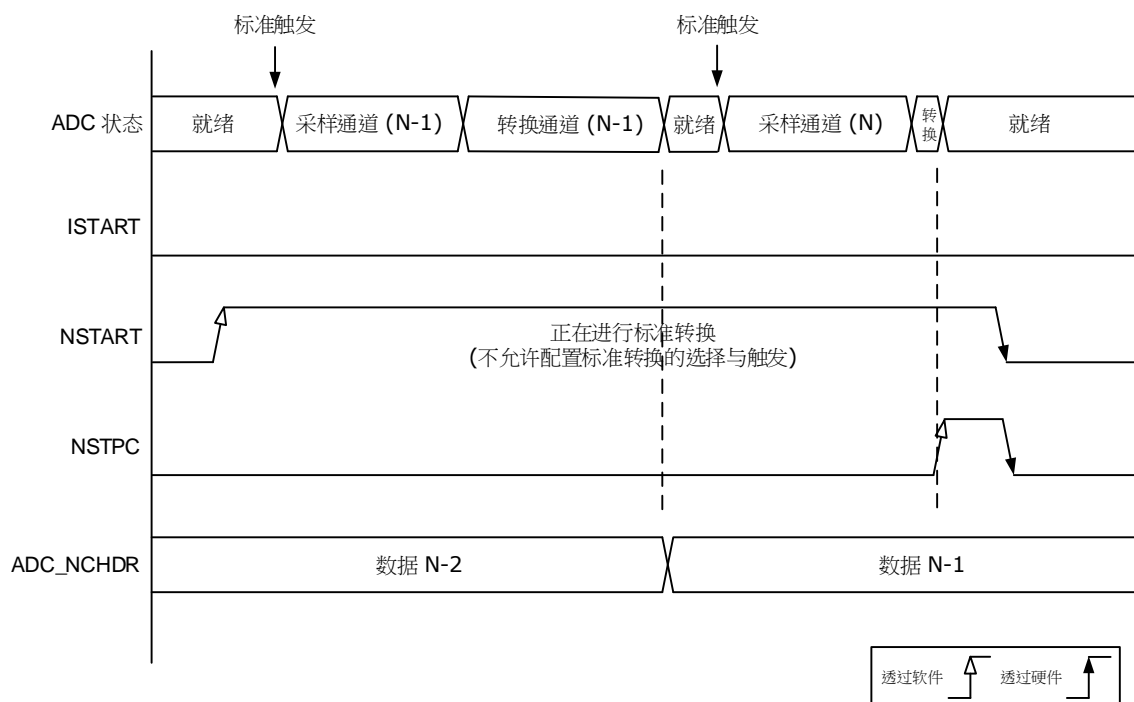 标准触发 标准触发
ADC 状态 就绪 采样通道 (N-1) 转换通道 (N-1) 就绪 采样通道 (N) 转换 就绪
ISTART
NSTART
正在进行标准转换
(不允许配置标准转换的选择与触发)
NSTPC
ADC_NCHDR 数据 N-2 数据 N-1
透过软件 透过硬件